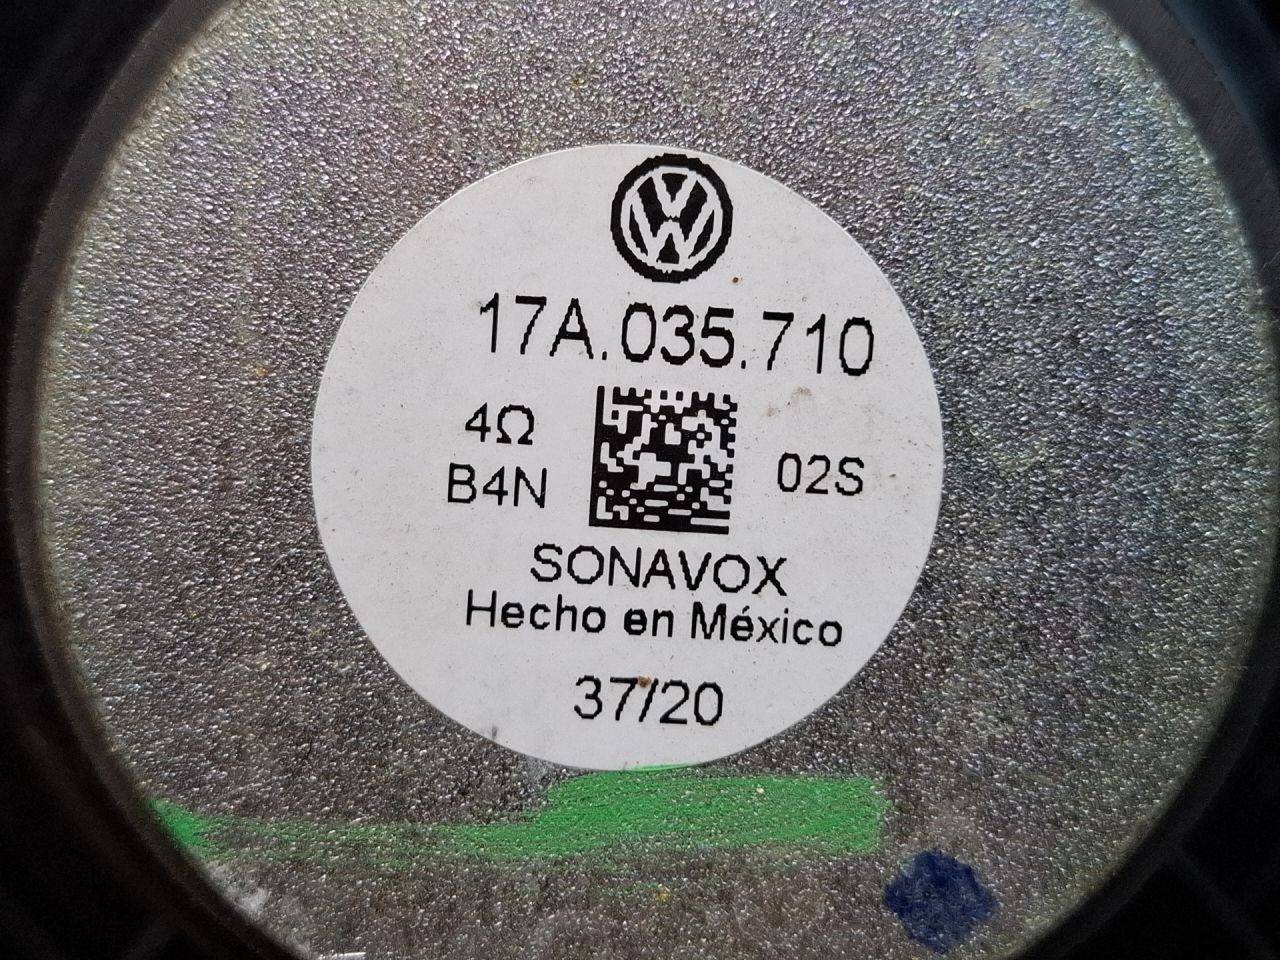 17A.035.710
4Ω
B4N
02S
SONAVOX
Hecho en México
37/20